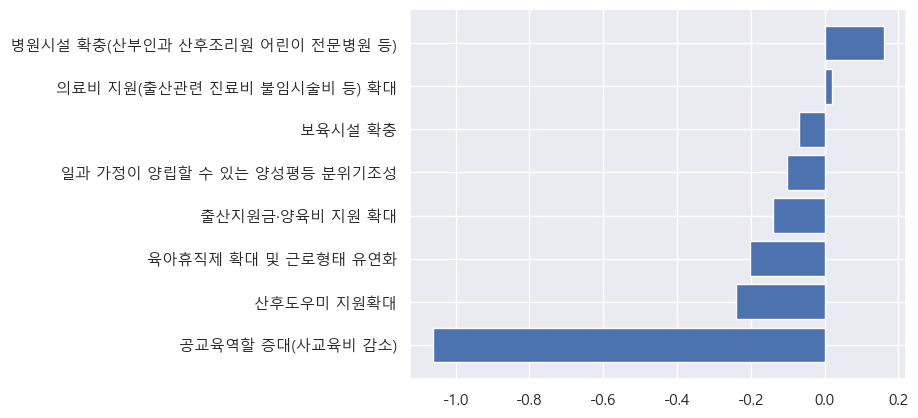 병원시설 확충(산부인과 산후조리원 어린이 전문병원 등)
의료비 지원(출산관련 진료비 불임시술비 등) 확대
보육시설 확충
일과 가정이 양립할 수 있는 양성평등 분위기조성
출산지원금·양육비 지원 확대
육아휴직제 확대 및 근로형태 유연화
산후도우미 지원확대
공교육역할 증대(사교육비 감소)
-1.0 -0.8 -0.6 -0.4 -0.2 0.0 0.2